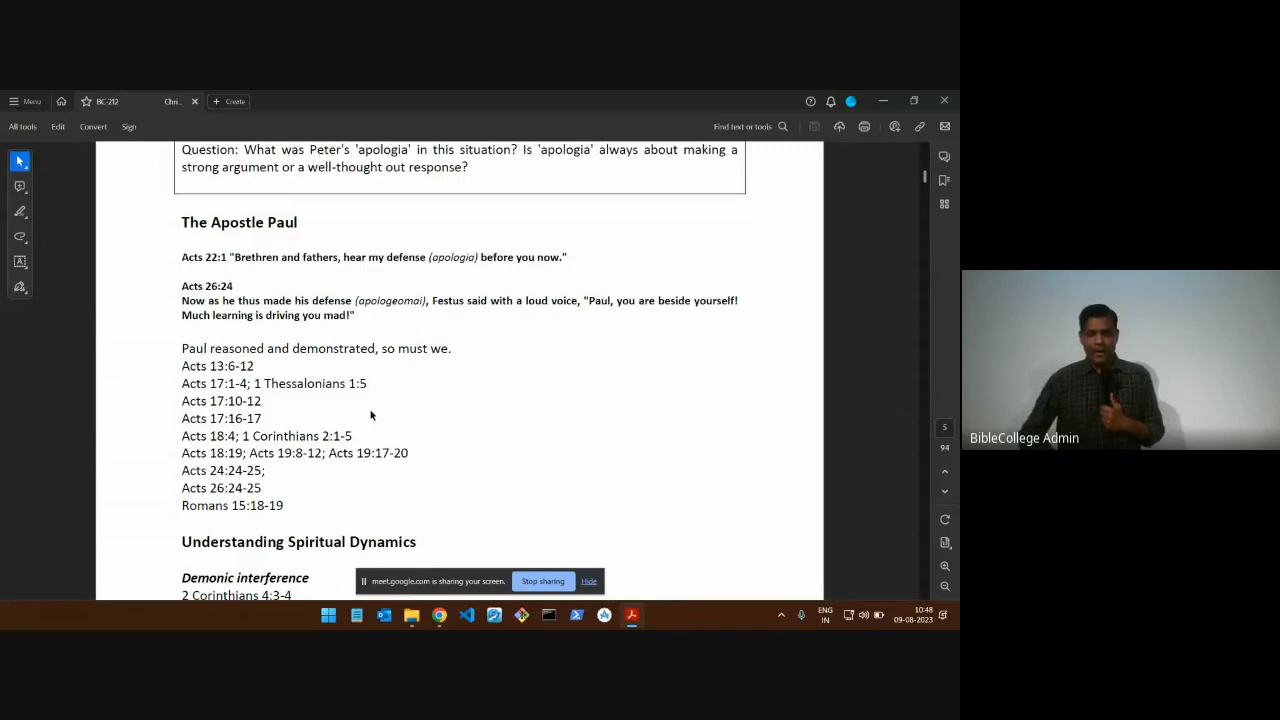 Menu
BC-212
Chri...
Create
All tools
Edit
Convert
Sign
Find text or tools
Question: What was Peter's 'apologia' in this situation? Is 'apologia' always about making a
strong argument or a well-thought out response?
The Apostle Paul
Acts 22:1 "Brethren and fathers, hear my defense (apologia) before you now."
Acts 26:24
Now as he thus made his defense (apologeomai), Festus said with a loud voice, "Paul, you are beside yourself!
Much learning is driving you mad!"
Paul reasoned and demonstrated, so must we.
Acts 13:6-12
Acts 17:1-4; 1 Thessalonians 1:5
Acts 17:10-12
Acts 17:16-17
Acts 18:4; 1 Corinthians 2:1-5
Acts 18:19; Acts 19:8-12; Acts 19:17-20
Acts 24:24-25;
Acts 26:24-25
Romans 15:18-19
Understanding Spiritual Dynamics
Demonic interference
2 Corinthians 4:3-4
5
94
meet.google.com is sharing your screen.
Stop sharing
Hide
ENG
IN
10:48
09-08-2023
BibleCollege Admin